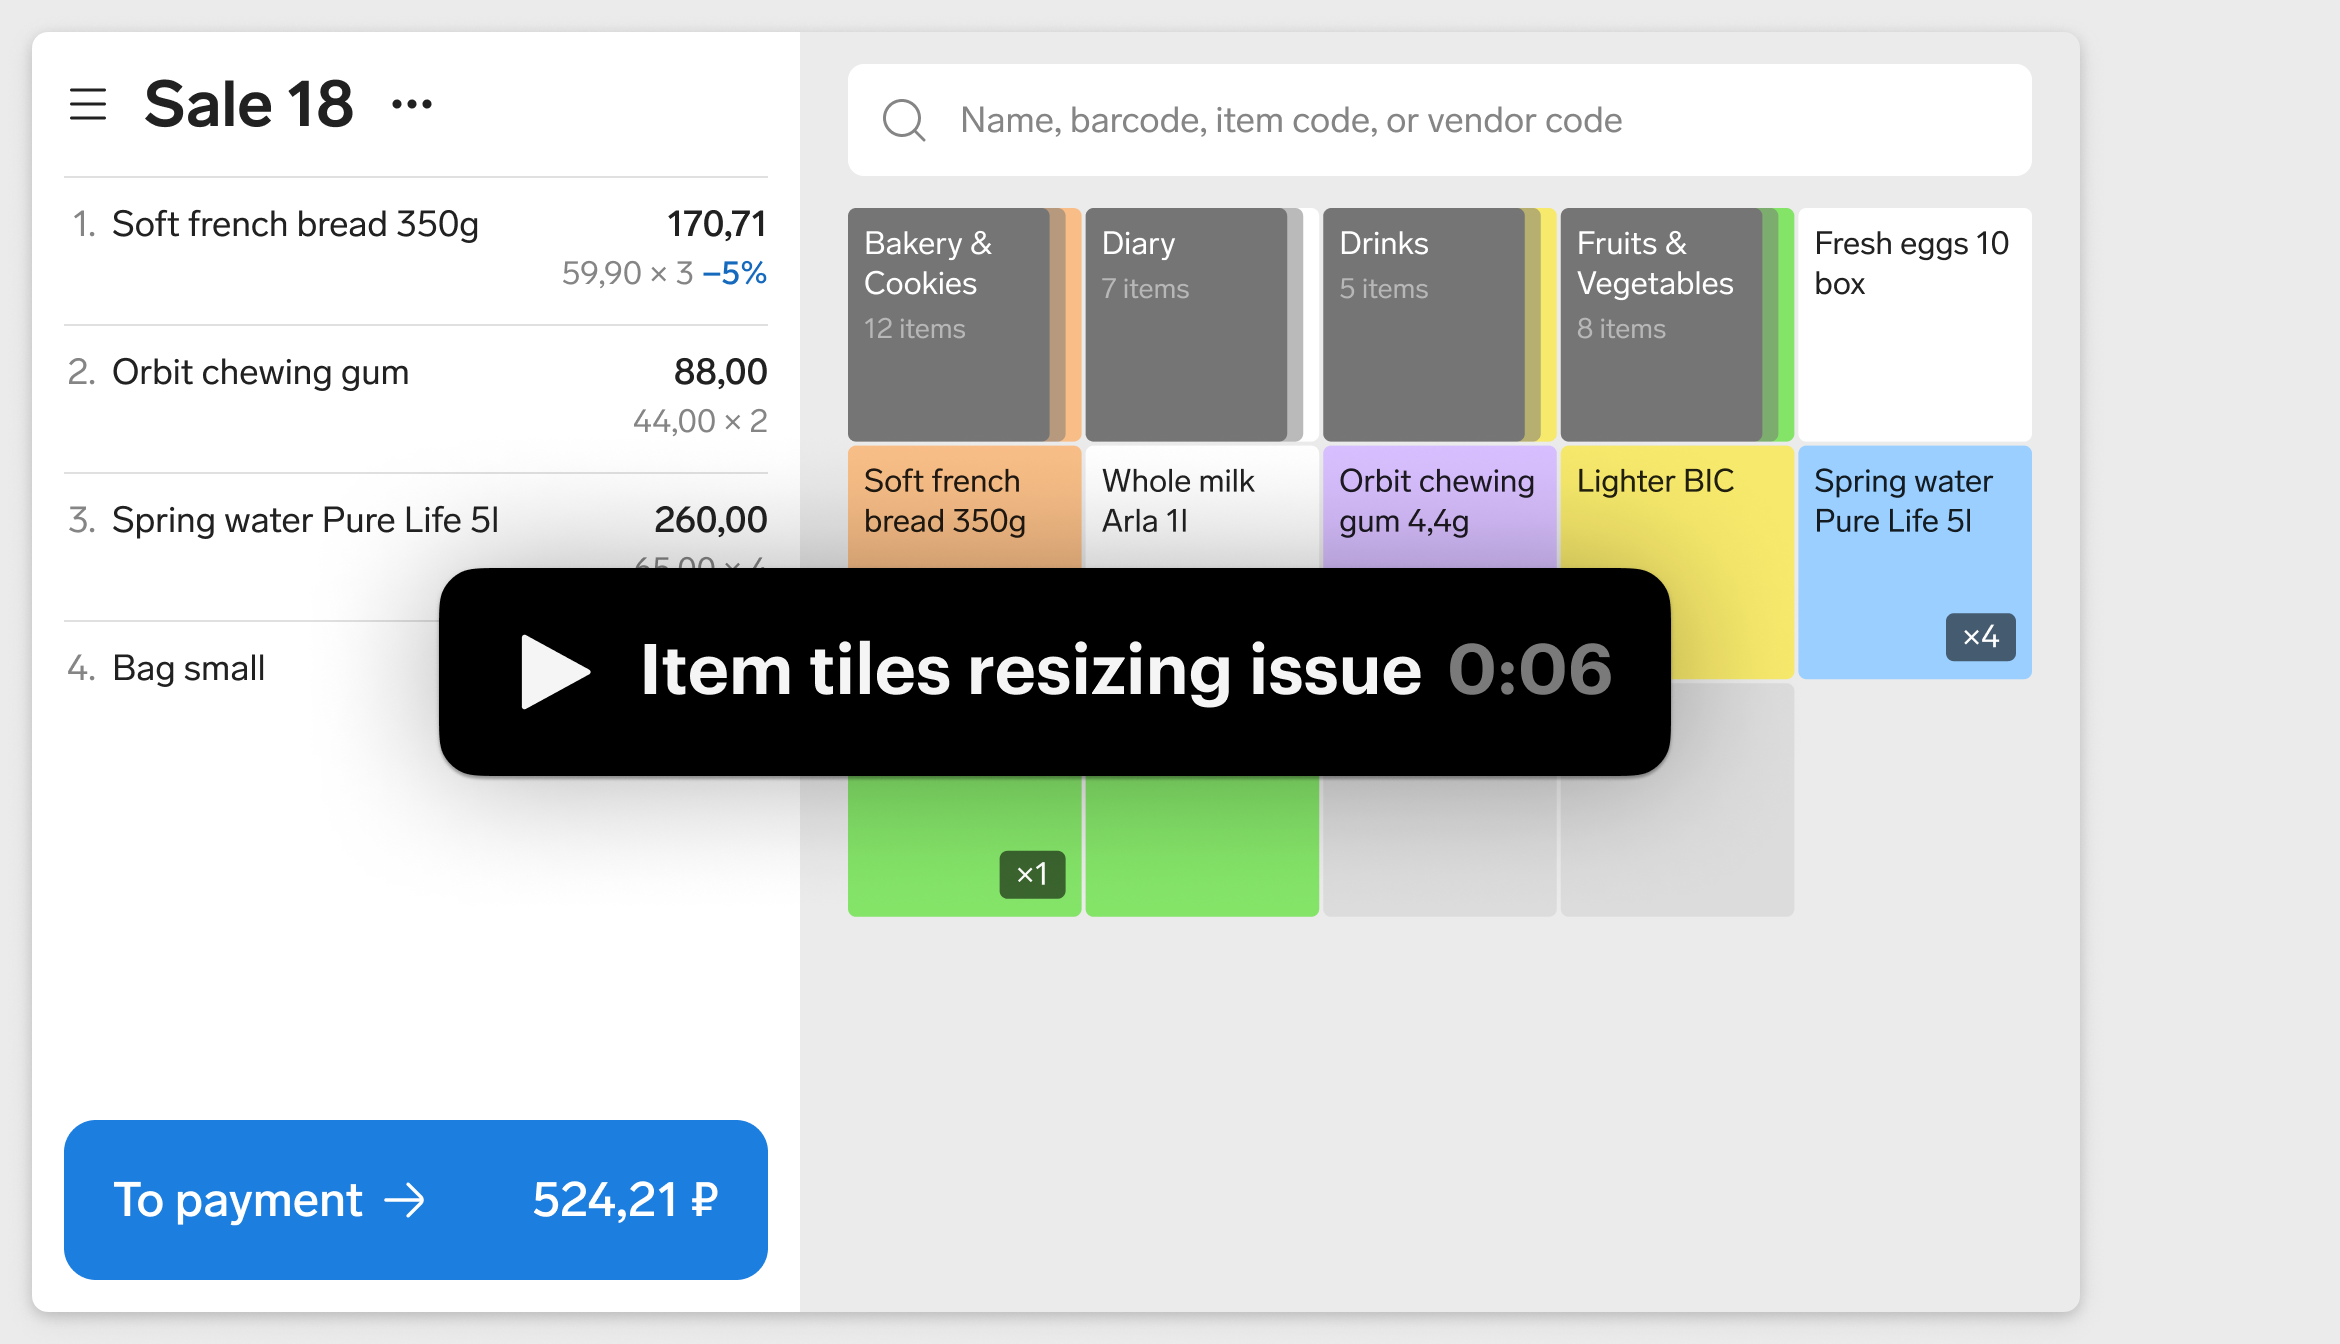 Sale 18
1. Soft french bread 350g 170,71
59,90 × 3 –5%
2. Orbit chewing gum 88,00
44,00 × 2
3. Spring water Pure Life 5l 260,00
65,00 × 4
4. Bag small
To payment → 524,21 ₽
Name, barcode, item code, or vendor code
Bakery &
Cookies
12 items
Diary
7 items
Drinks
5 items
Fruits &
Vegetables
8 items
Fresh eggs 10
box
Soft french
bread 350g
Whole milk
Arla 1l
Orbit chewing
gum 4,4g
Lighter BIC
Spring water
Pure Life 5l
×4
×1
Item tiles resizing issue 0:06